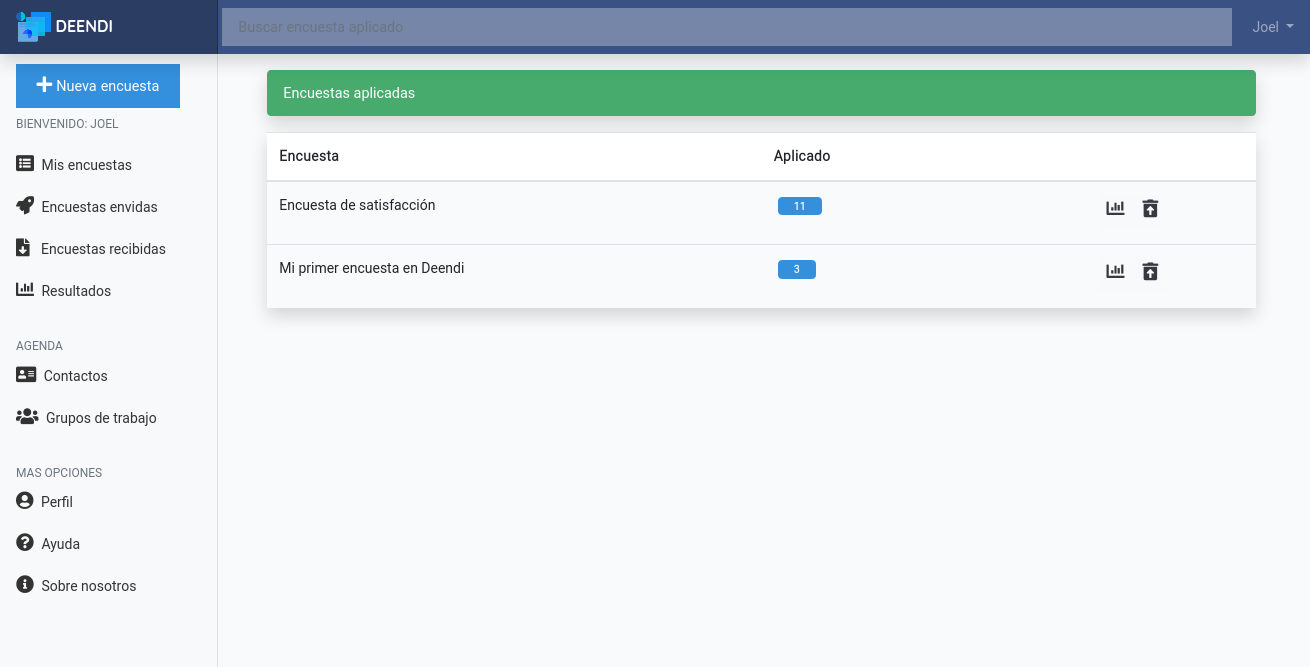 DEENDI
Buscar encuesta aplicado
Joel
Nueva encuesta
BIENVENIDO: JOEL
Mis encuestas
Encuestas envidas
Encuestas recibidas
Resultados
AGENDA
Contactos
Grupos de trabajo
MAS OPCIONES
Perfil
Ayuda
Sobre nosotros
Encuestas aplicadas
Encuesta Aplicado
Encuesta de satisfacción 11
Mi primer encuesta en Deendi 3